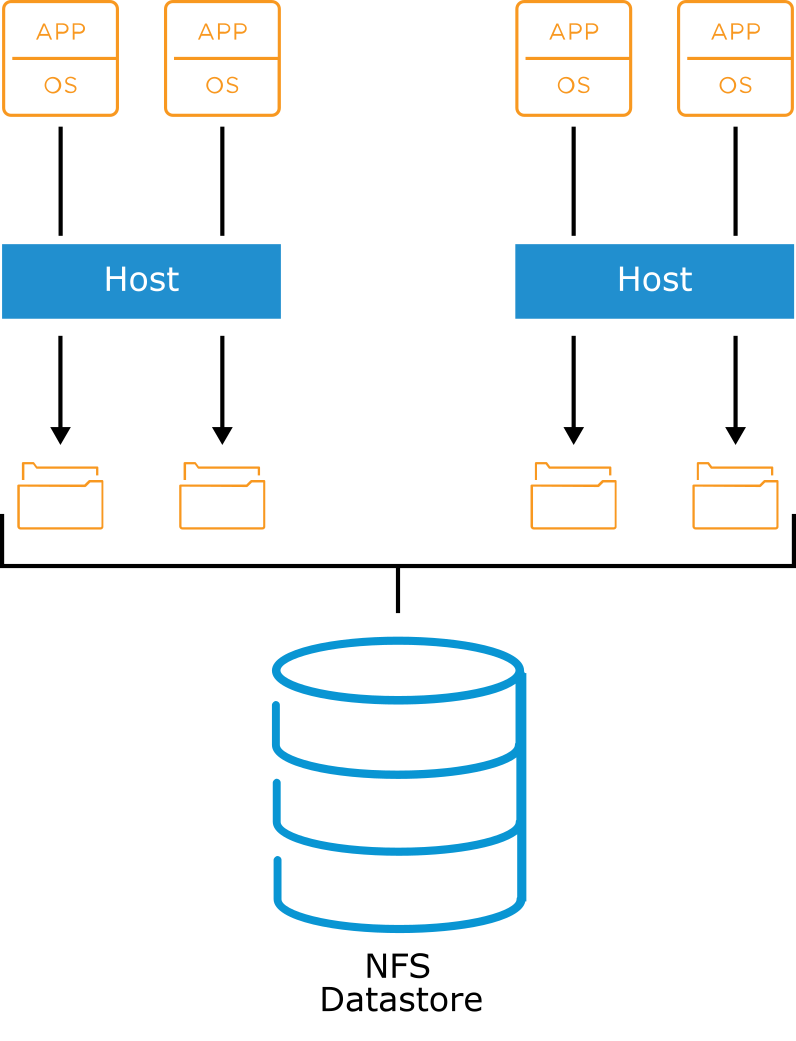 APP APP APP APP
OS OS OS OS
Host Host
NFS
Datastore